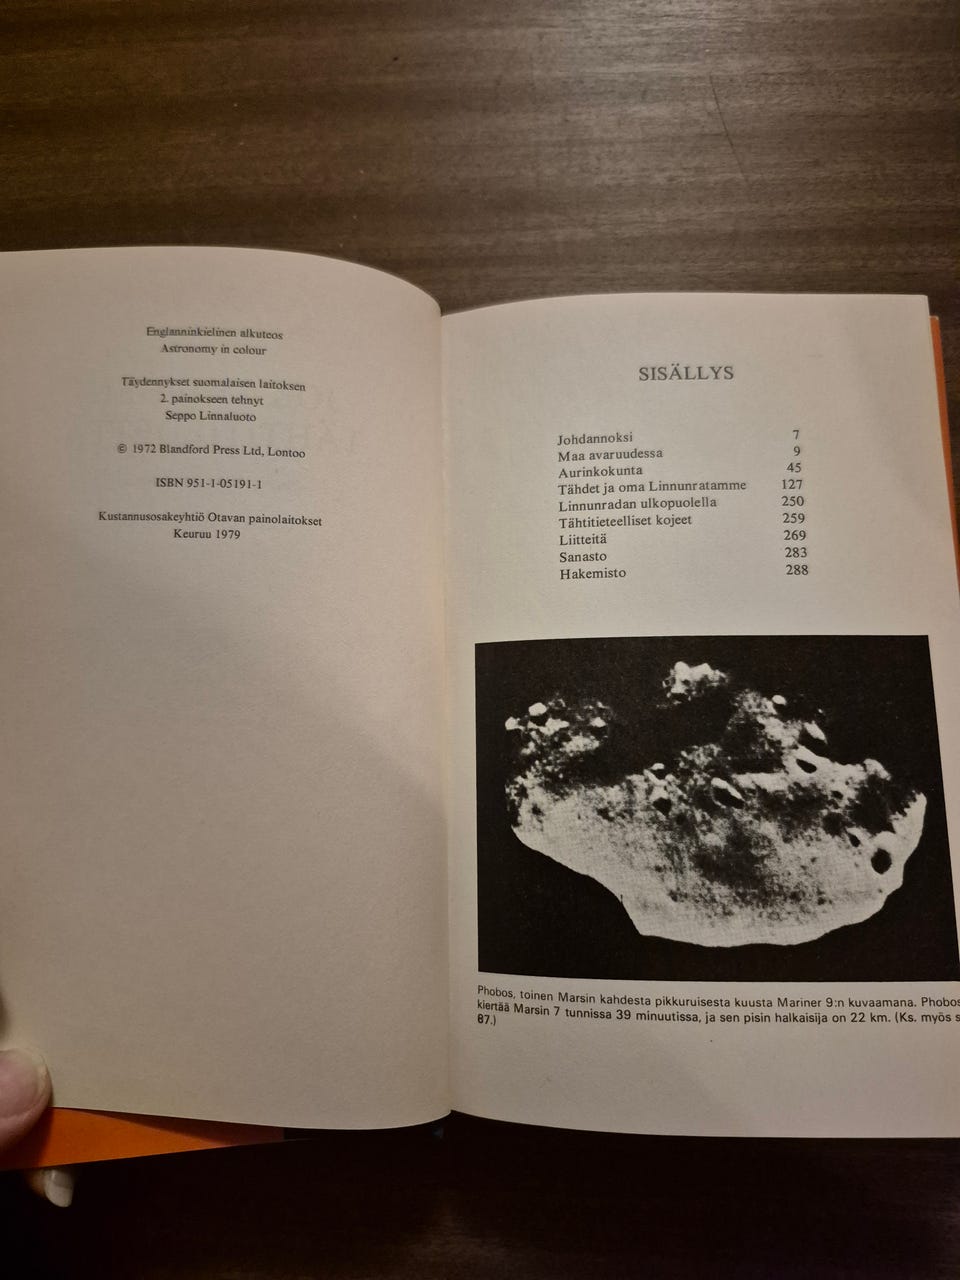 Englanninkielinen alkuteos
Astronomy in colour
Täydennykset suomalaisen laitoksen
2. painokseen tehnyt
Seppo Linnaluoto
© 1972 Blandford Press Ltd, Lontoo
ISBN 951-1-05191-1
Kustannusosakeyhtiö Otavan painolaitokset
Keuruu 1979
SISÄLLYS
Johdannoksi 7
Maa avaruudessa 9
Aurinkokunta 45
Tähdet ja oma Linnunratamme 127
Linnunradan ulkopuolella 250
Tähtitieteelliset kojeet 259
Liitteitä 269
Sanasto 283
Hakemisto 288
Phobos, toinen Marsin kahdesta pikkuruisesta kuusta Mariner 9:n kuvaamana. Phobos
kiertää Marsin 7 tunnissa 39 minuutissa, ja sen pisin halkaisija on 22 km. (Ks. myös s
87.)